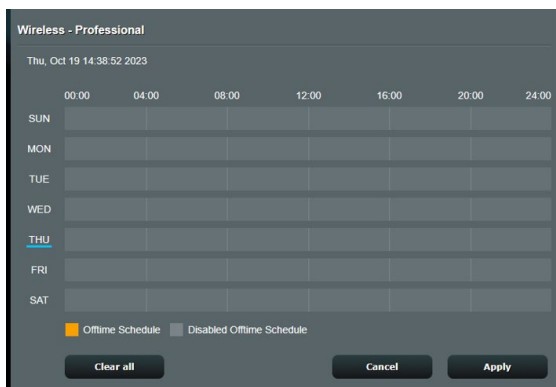 Wireless - Professional
Thu, Oct 19 14:38:52 2023
00:00 04:00 08:00 12:00 16:00 20:00 24:00
SUN
MON
TUE
WED
THU
FRI
SAT
Offtime Schedule Disabled Offtime Schedule
Clear all Cancel Apply